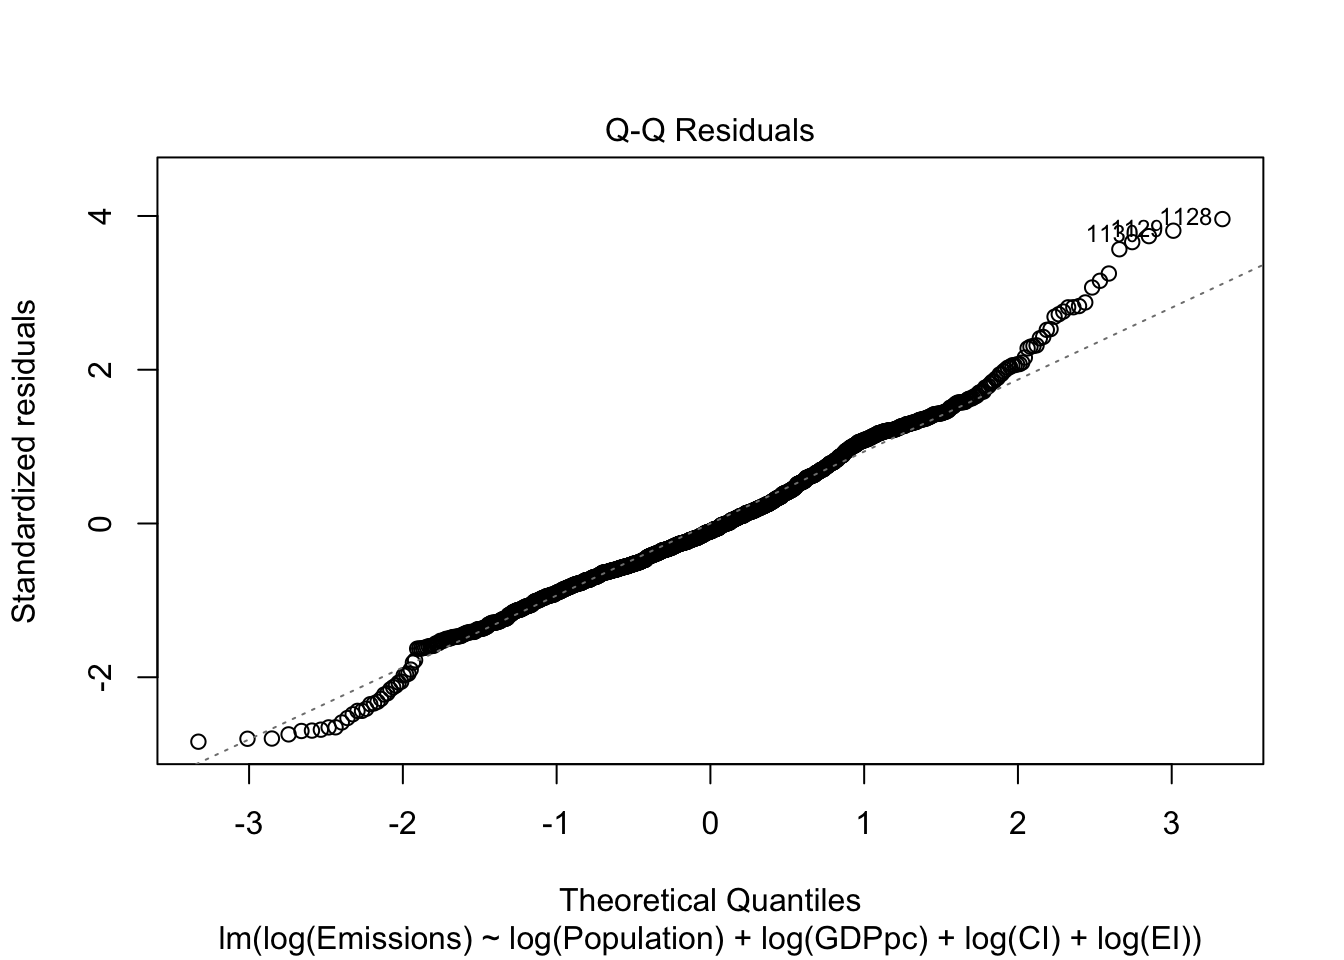 Q-Q Residuals
Standardized residuals
4
2
0
-2
1128
1129
1130
-3 -2 -1 0 1 2 3
Theoretical Quantiles
lm(log(Emissions) ~ log(Population) + log(GDPpc) + log(CI) + log(EI))